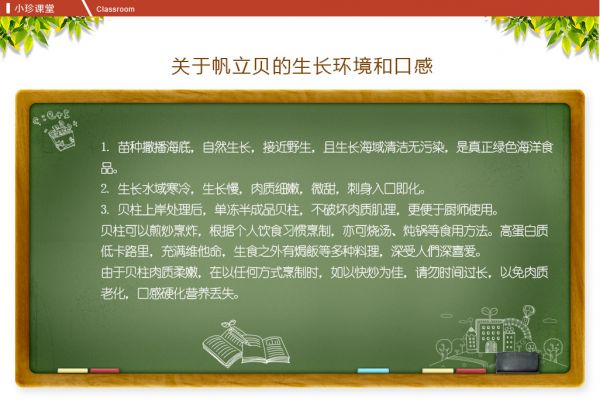 小珍课堂 Classroom
关于帆立贝的生长环境和口感
1. 苗种撒播海底，自然生长，接近野生，且生长海域清洁无污染，是真正绿色海洋食
品。
2. 生长水域寒冷，生长慢，肉质细嫩，微甜，刺身入口即化。
3. 贝柱上岸处理后，单冻半成品贝柱，不破坏肉质肌理，更便于厨师使用。
贝柱可以煎炒烹炸，根据个人饮食习惯烹制，亦可烧汤、炖锅等食用方法。高蛋白质
低卡路里，充满维他命，生食之外有焗飯等多种料理，深受人們深喜爱。
由于贝柱肉质柔嫩，在以任何方式烹制时，如以快炒为佳，请勿时间过长，以免肉质
老化，口感硬化营养丢失。